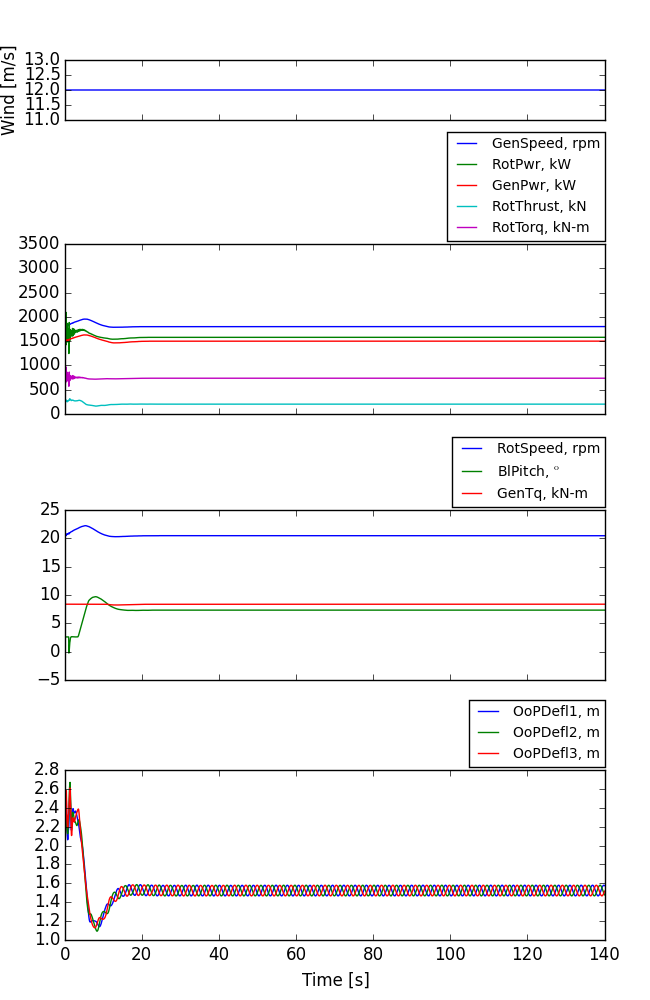 Wind [m/s]
13.0
12.5
12.0
11.5
11.0
GenSpeed, rpm
RotPwr, kW
GenPwr, kW
RotThrust, kN
RotTorq, kN-m
3500
3000
2500
2000
1500
1000
500
0
RotSpeed, rpm
BlPitch, °
GenTq, kN-m
25
20
15
10
5
0
−5
OoPDefl1, m
OoPDefl2, m
OoPDefl3, m
2.8
2.6
2.4
2.2
2.0
1.8
1.6
1.4
1.2
1.0
0 20 40 60 80 100 120 140
Time [s]